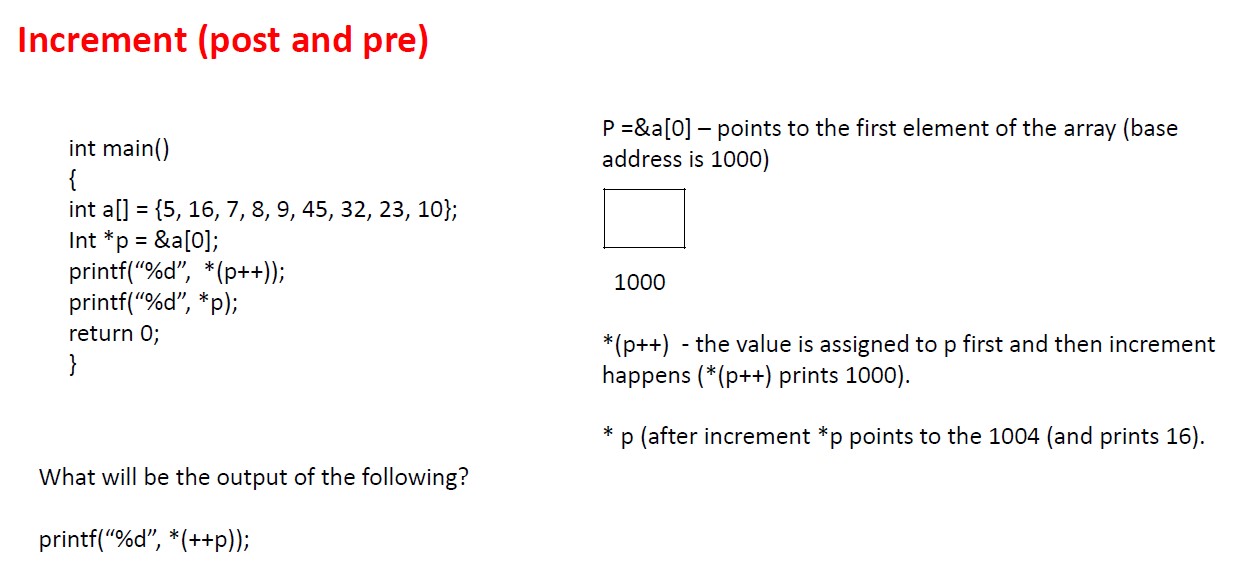 Increment (post and pre)
int main()
{
int a[] = {5, 16, 7, 8, 9, 45, 32, 23, 10};
Int *p = &a[0];
printf(“%d”, *(p++));
printf(“%d”, *p);
return 0;
}
What will be the output of the following?
printf(“%d”, *(++p));
P =&a[0] – points to the first element of the array (base
address is 1000)
1000
*(p++) - the value is assigned to p first and then increment
happens (*(p++) prints 1000).
* p (after increment *p points to the 1004 (and prints 16).